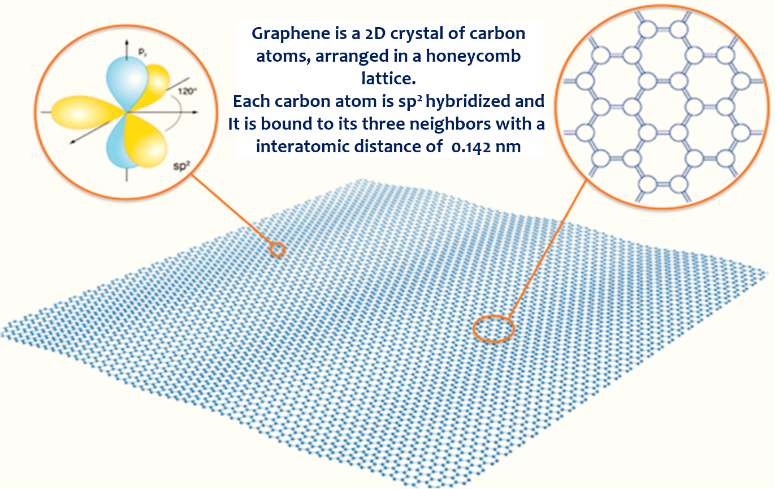 Graphene is a 2D crystal of carbon
atoms, arranged in a honeycomb
lattice.
Each carbon atom is sp² hybridized and
It is bound to its three neighbors with a
interatomic distance of 0.142 nm
P_z
120°
sp²